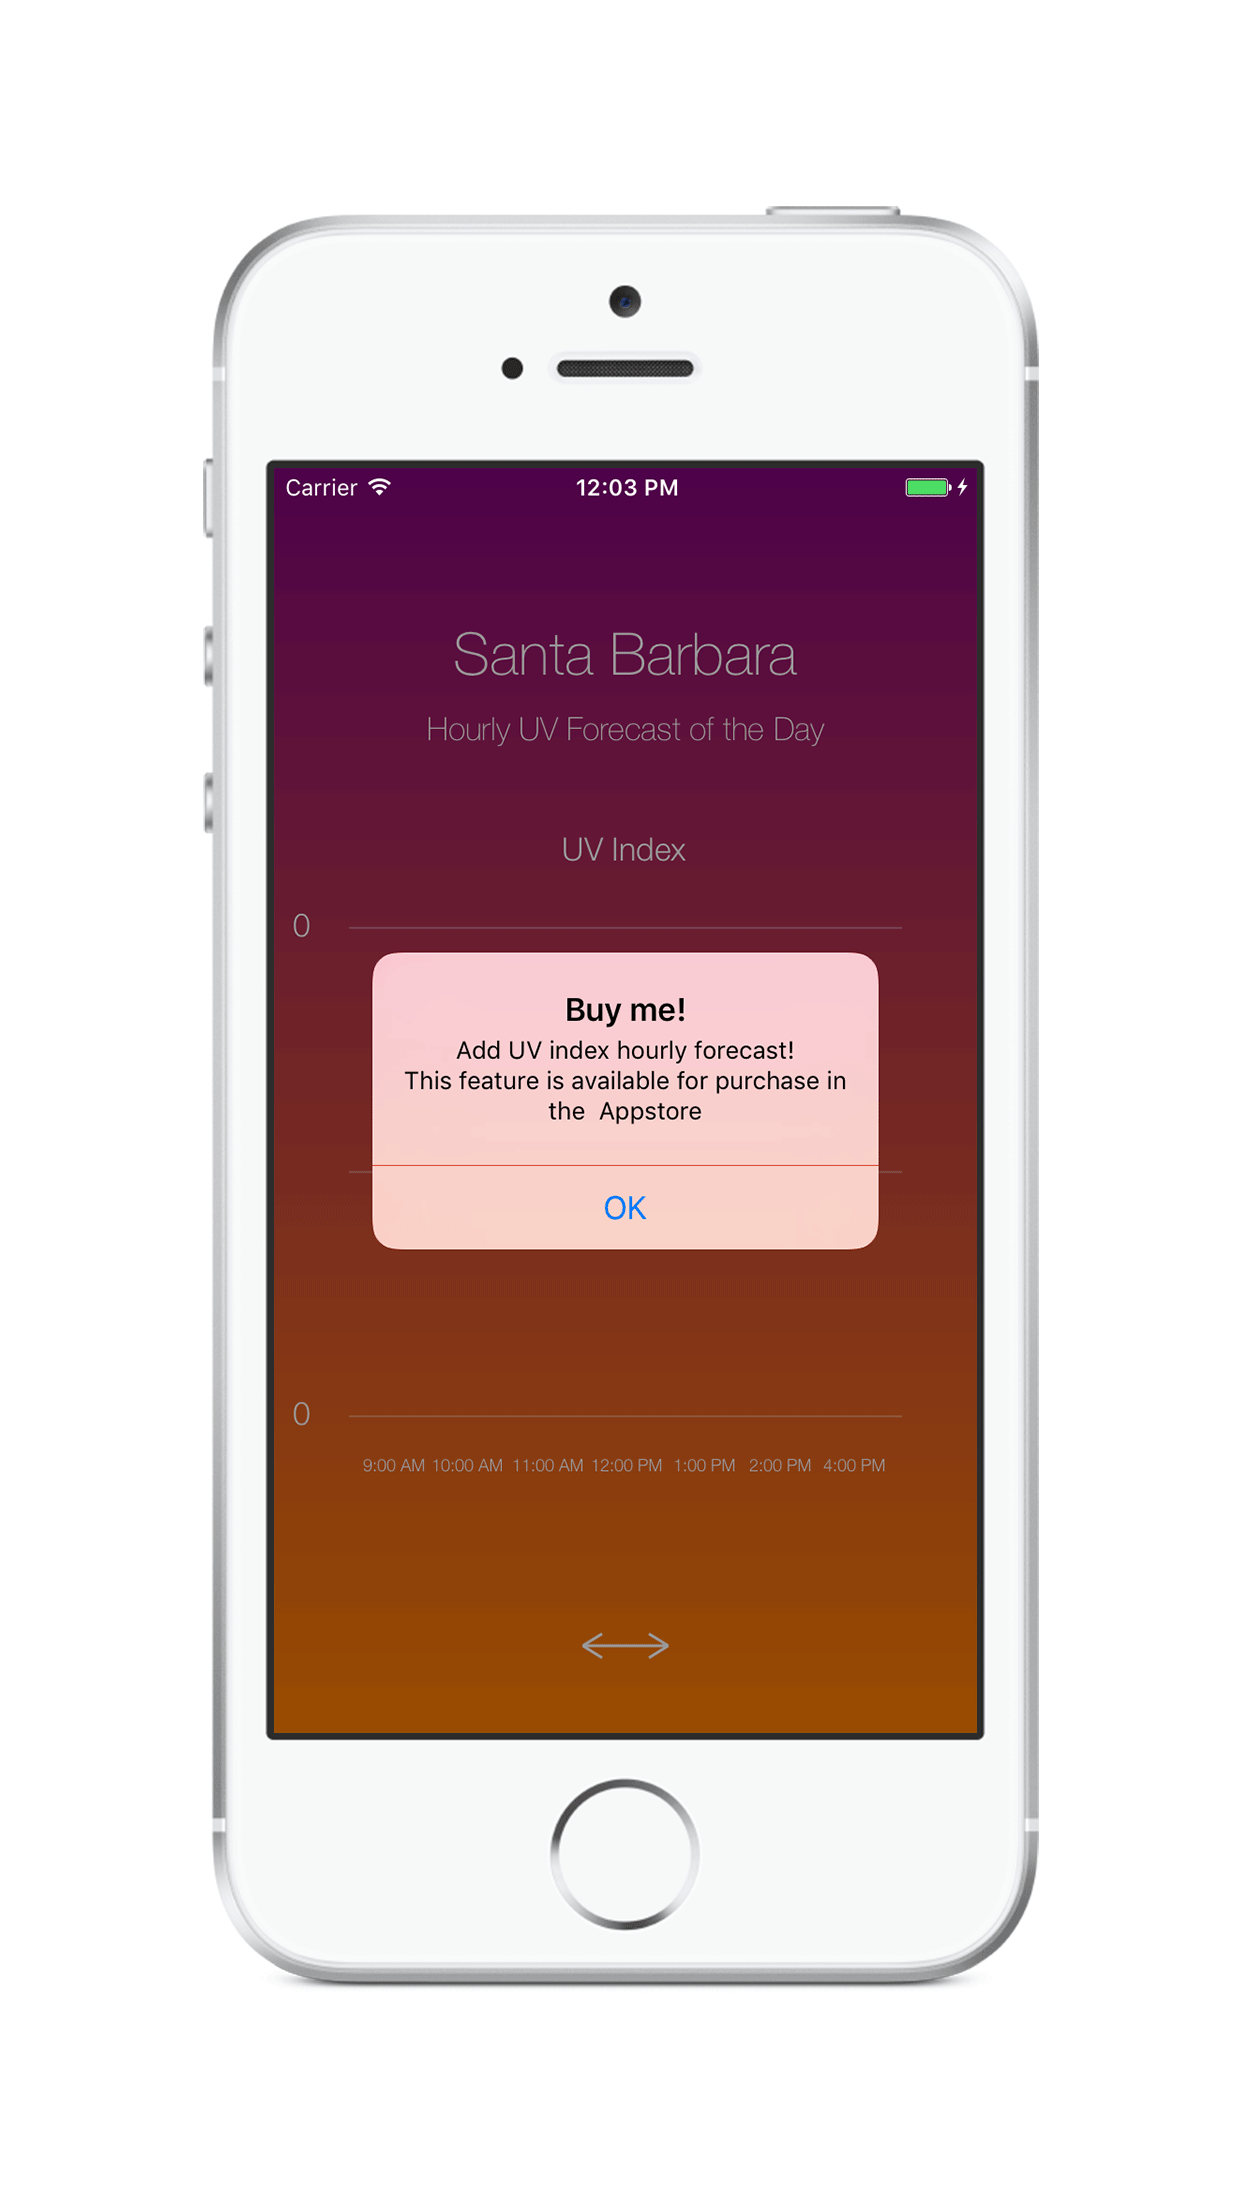 Carrier 12:03 PM
Santa Barbara
Hourly UV Forecast of the Day
UV Index
0
Buy me!
Add UV index hourly forecast!
This feature is available for purchase in
the  Appstore
OK
0
9:00 AM 10:00 AM 11:00 AM 12:00 PM 1:00 PM 2:00 PM 4:00 PM